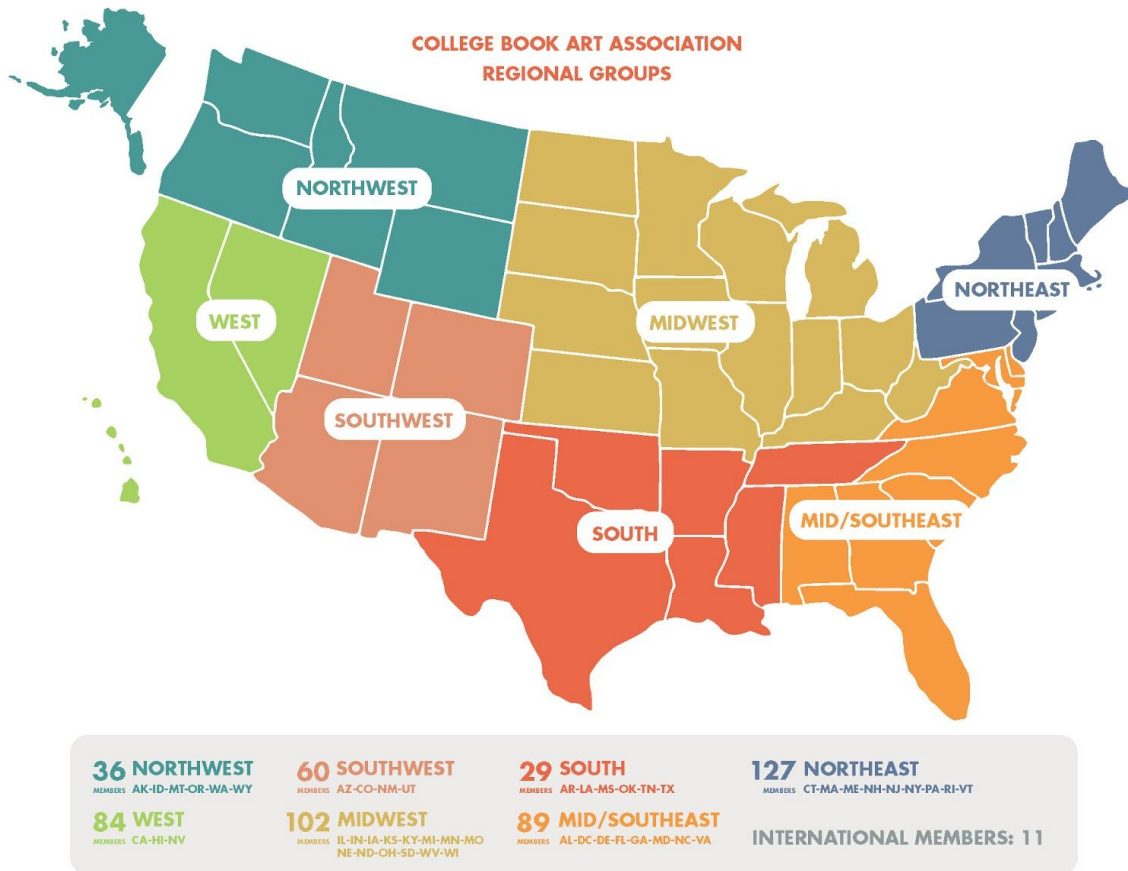 COLLEGE BOOK ART ASSOCIATION
REGIONAL GROUPS
NORTHWEST
NORTHEAST
WEST
MIDWEST
SOUTHWEST
MID/SOUTHEAST
SOUTH
36 NORTHWEST
MEMBERS AK-ID-MT-OR-WA-WY
60 SOUTHWEST
MEMBERS AZ-CO-NM-UT
29 SOUTH
MEMBERS AR-LA-MS-OK-TN-TX
127 NORTHEAST
MEMBERS CT-MA-ME-NH-NJ-NY-PA-RI-VT
84 WEST
MEMBERS CA-HI-NV
102 MIDWEST
MEMBERS IL-IN-IA-KS-KY-MI-MN-MO
NE-ND-OH-SD-WV-WI
89 MID/SOUTHEAST
MEMBERS AL-DC-DE-FL-GA-MD-NC-VA
INTERNATIONAL MEMBERS: 11